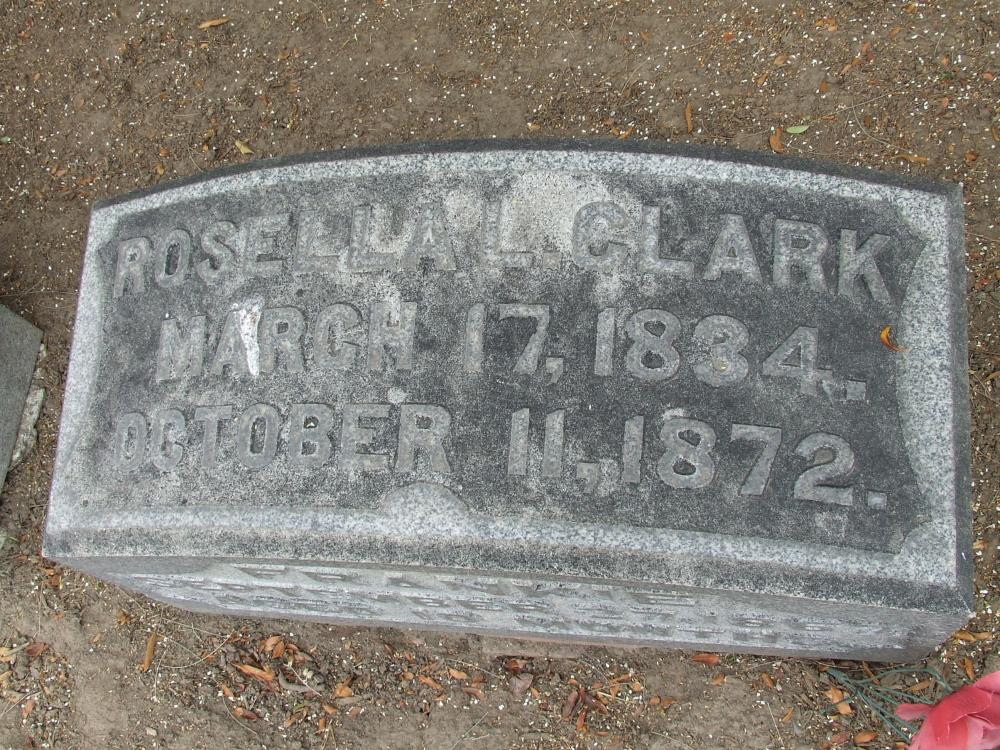 ROSELLA L. CLARK
MARCH 17, 1834.
OCTOBER 11, 1872.